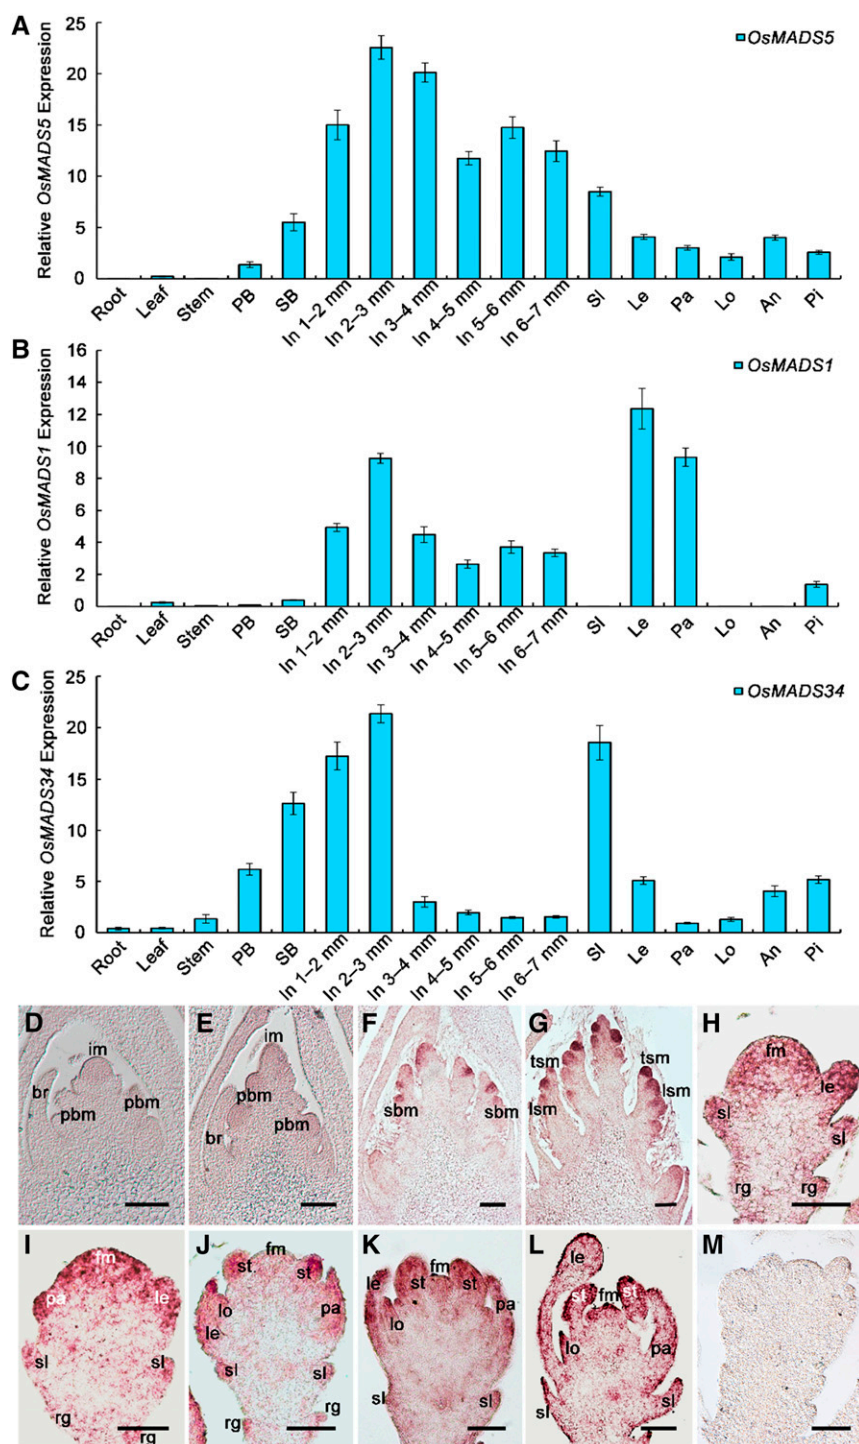 A
Relative OsMADS5 Expression
OsMADS5
25
20
15
10
5
0
Root
Leaf
Stem
PB
SB
In 1–2 mm
In 2–3 mm
In 3–4 mm
In 4–5 mm
In 5–6 mm
In 6–7 mm
Sl
Le
Pa
Lo
An
Pi
B
Relative OsMADS1 Expression
OsMADS1
16
14
12
10
8
6
4
2
0
Root
Leaf
Stem
PB
SB
In 1–2 mm
In 2–3 mm
In 3–4 mm
In 4–5 mm
In 5–6 mm
In 6–7 mm
Sl
Le
Pa
Lo
An
Pi
C
Relative OsMADS34 Expression
OsMADS34
25
20
15
10
5
0
Root
Leaf
Stem
PB
SB
In 1–2 mm
In 2–3 mm
In 3–4 mm
In 4–5 mm
In 5–6 mm
In 6–7 mm
Sl
Le
Pa
Lo
An
Pi
D
im
br
pbm
pbm
E
im
pbm
pbm
br
F
sbm
sbm
G
tsm
tsm
lsm
lsm
H
fm
le
sl
sl
rg
rg
I
fm
pa
le
sl
sl
rg
rg
J
fm
st
st
lo
pa
le
sl
sl
rg
rg
K
fm
le
st
st
pa
lo
sl
sl
L
le
st
fm
st
lo
pa
sl
sl
M